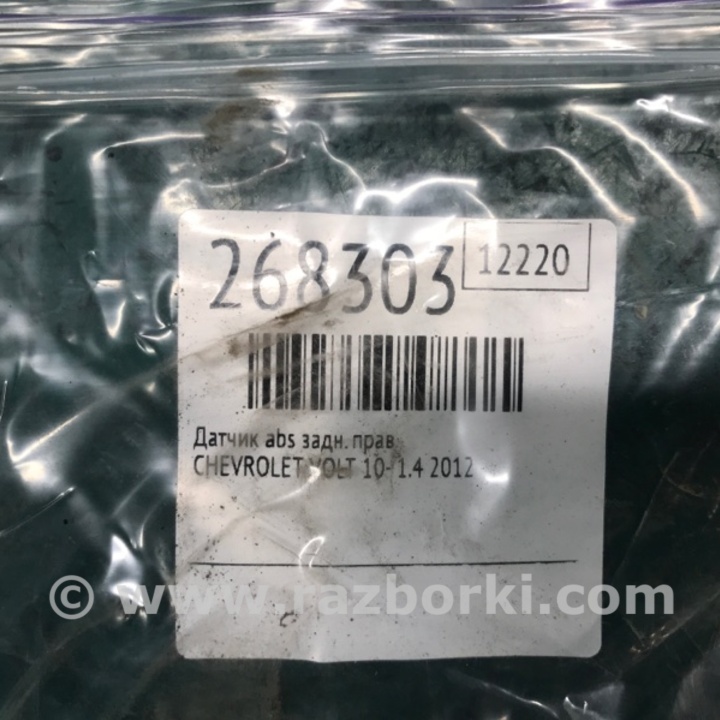 268303
12220
Датчик abs задн. прав.
CHEVROLET VOLT 10- 1.4 2012
© www.razborki.com